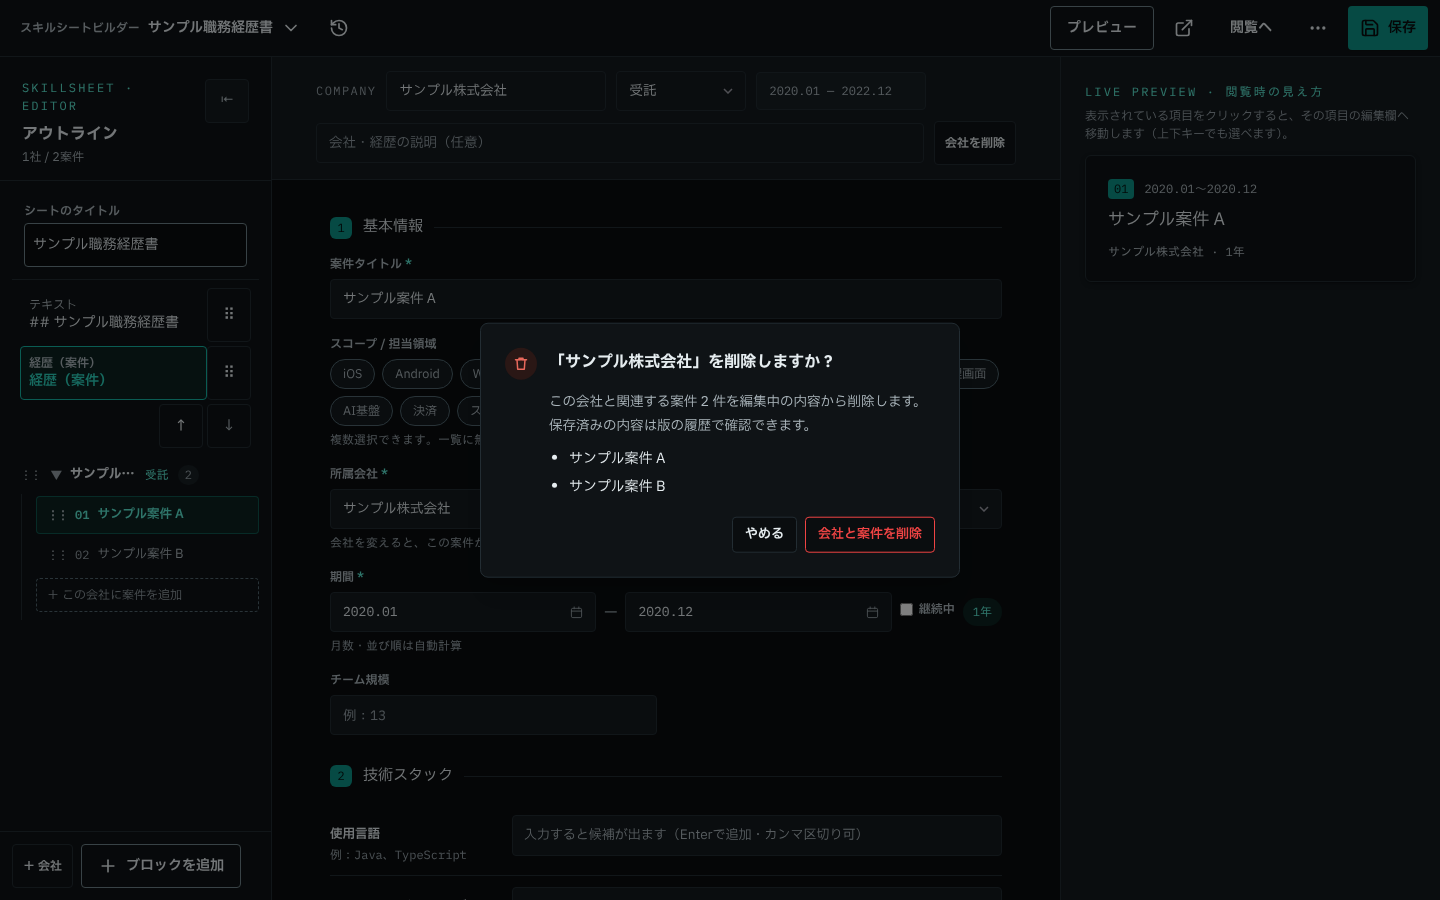 スキルシートビルダー サンプル職務経歴書
プレビュー
閲覧へ
保存
SKILLSHEET ·
EDITOR
アウトライン
1社 / 2案件
シートのタイトル
サンプル職務経歴書
テキスト
## サンプル職務経歴書
経歴（案件）
経歴（案件）
↑ ↓
サンプル… 受託 2
01 サンプル案件 A
02 サンプル案件 B
＋ この会社に案件を追加
＋ 会社
＋ ブロックを追加
COMPANY サンプル株式会社 受託 2020.01 — 2022.12
会社・経歴の説明（任意） 会社を削除
1 基本情報
案件タイトル *
サンプル案件 A
スコープ / 担当領域
iOS Android
画面
AI基盤 決済
複数選択できます。一覧に
所属会社 *
サンプル株式会社
会社を変えると、この案件
期間 *
2020.01 — 2020.12 継続中 1年
月数・並び順は自動計算
チーム規模
例：13
2 技術スタック
使用言語
例：Java、TypeScript
入力すると候補が出ます（Enterで追加・カンマ区切り可）
「サンプル株式会社」を削除しますか？
この会社と関連する案件 2 件を編集中の内容から削除します。
保存済みの内容は版の履歴で確認できます。
• サンプル案件 A
• サンプル案件 B
やめる 会社と案件を削除
LIVE PREVIEW · 閲覧時の見え方
表示されている項目をクリックすると、その項目の編集欄へ
移動します（上下キーでも選べます）。
01 2020.01〜2020.12
サンプル案件 A
サンプル株式会社 · 1年